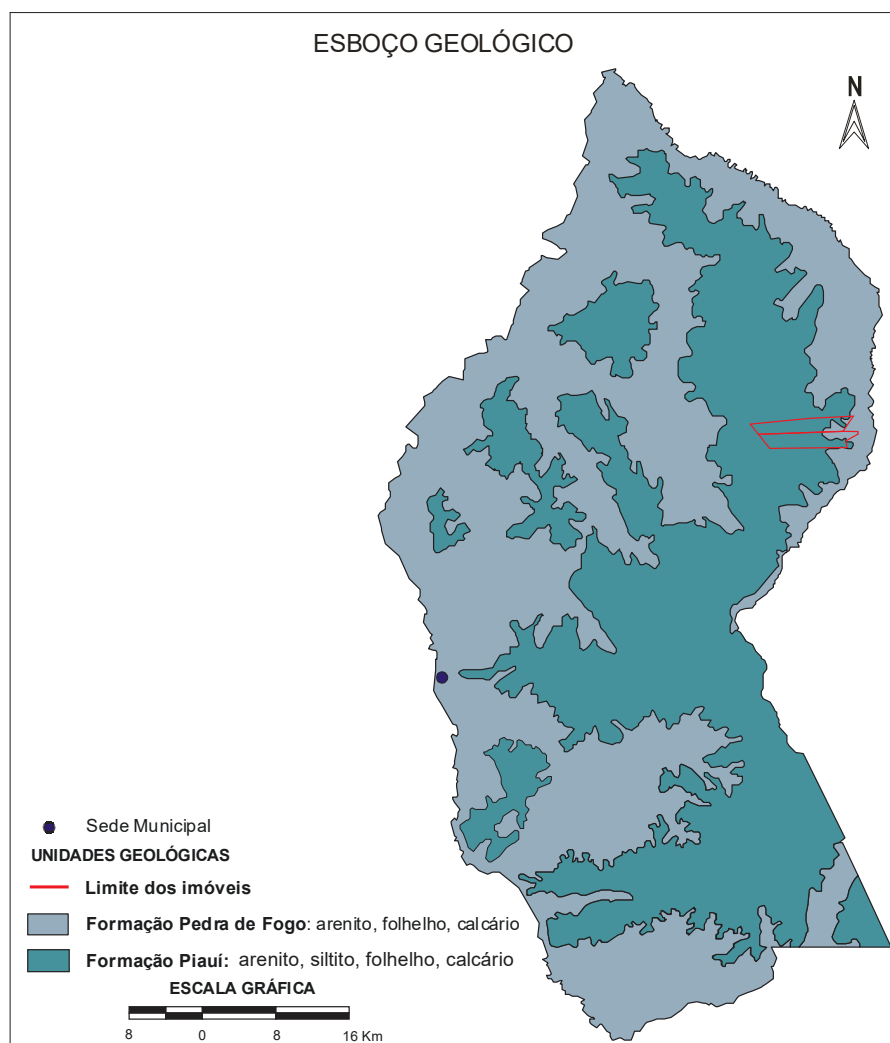 ESBOÇO GEOLÓGICO
N
Sede Municipal
UNIDADES GEOLÓGICAS
Limite dos imóveis
Formação Pedra de Fogo: arenito, folhelho, calcário
Formação Piauí: arenito, siltito, folhelho, calcário
ESCALA GRÁFICA
8 0 8 16 Km